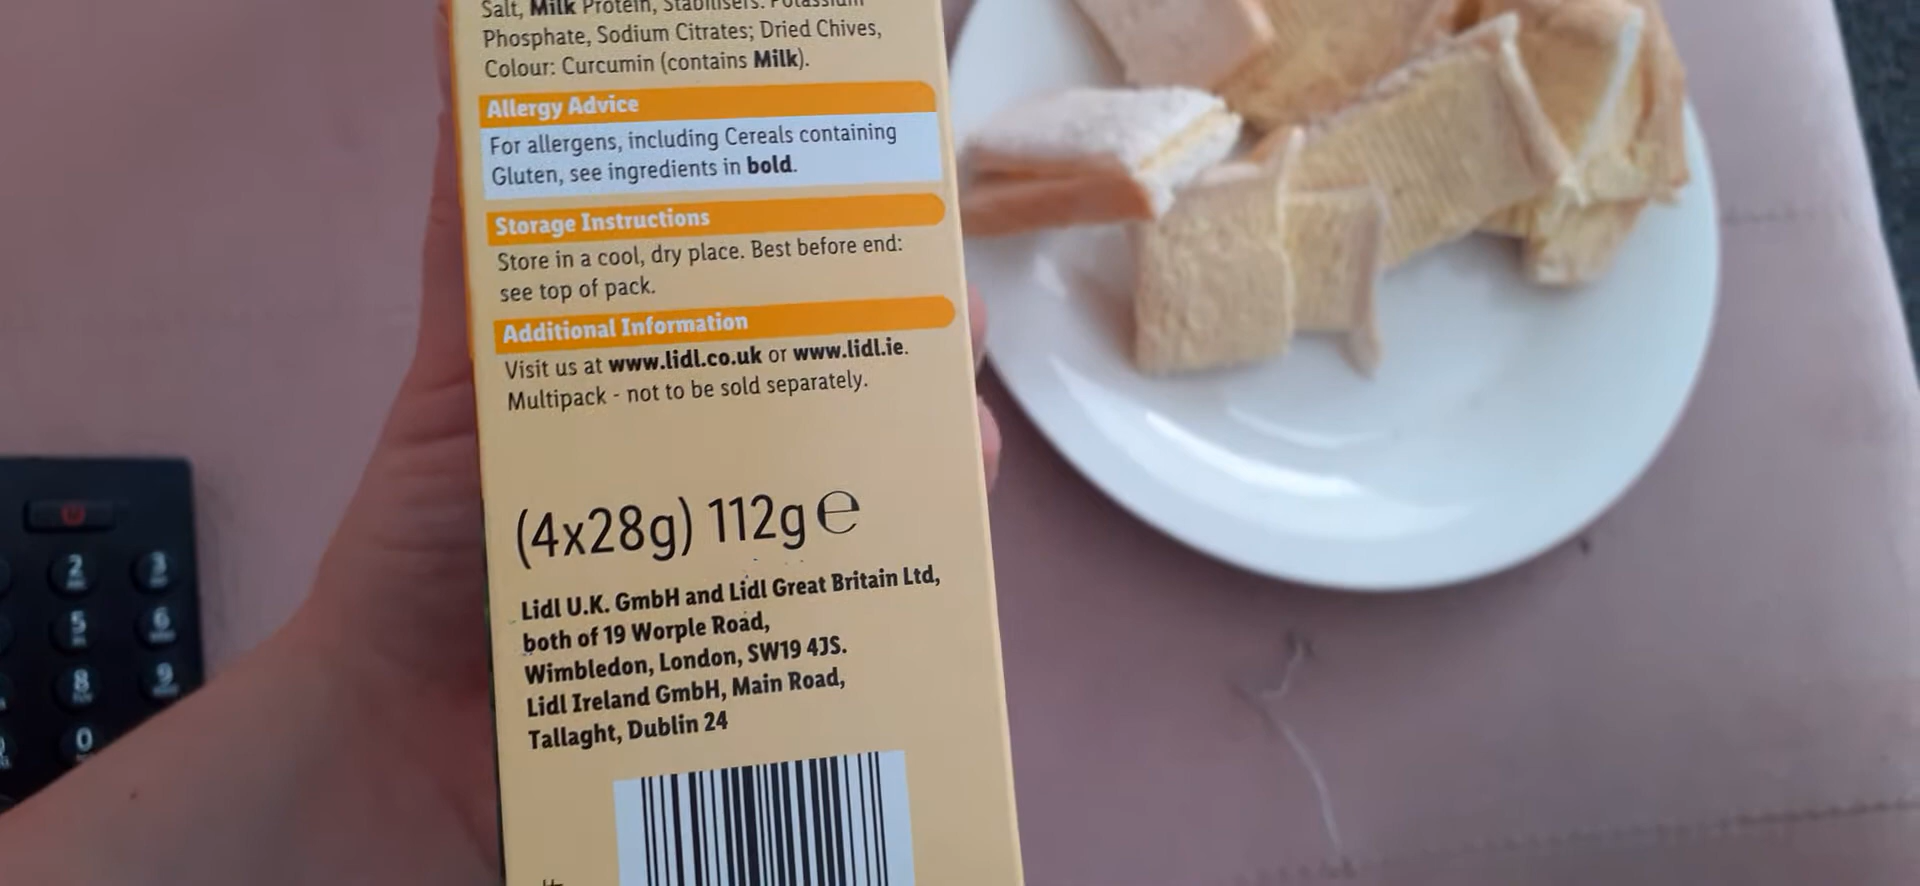 Salt, Milk Protein, Stabilisers: Potassium
Phosphate, Sodium Citrates; Dried Chives,
Colour: Curcumin (contains Milk).
Allergy Advice
For allergens, including Cereals containing
Gluten, see ingredients in bold.
Storage Instructions
Store in a cool, dry place. Best before end:
see top of pack.
Additional Information
Visit us at www.lidl.co.uk or www.lidl.ie.
Multipack - not to be sold separately.
(4x28g) 112g e
Lidl U.K. GmbH and Lidl Great Britain Ltd,
both of 19 Worple Road,
Wimbledon, London, SW19 4JS.
Lidl Ireland GmbH, Main Road,
Tallaght, Dublin 24
2 3
5 6
8 9
0